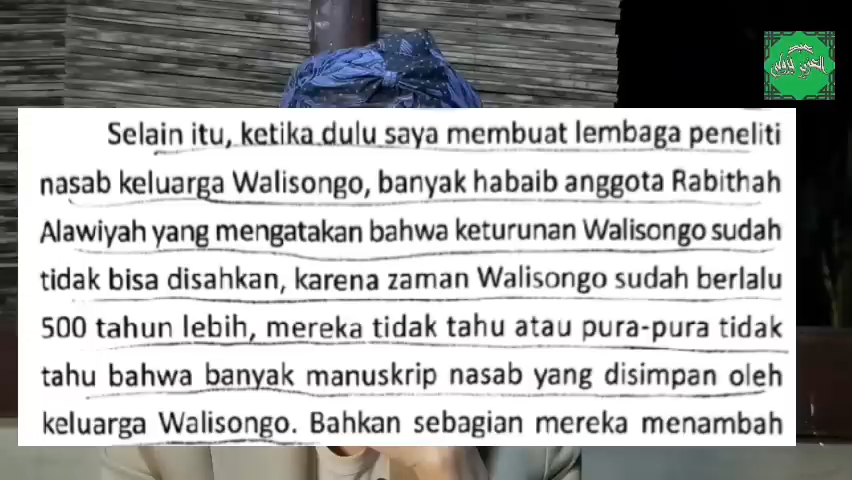 Selain itu, ketika dulu saya membuat lembaga peneliti
nasab keluarga Walisongo, banyak habaib anggota Rabithah
Alawiyah yang mengatakan bahwa keturunan Walisongo sudah
tidak bisa disahkan, karena zaman Walisongo sudah berlalu
500 tahun lebih, mereka tidak tahu atau pura-pura tidak
tahu bahwa banyak manuskrip nasab yang disimpan oleh
keluarga Walisongo. Bahkan sebagian mereka menambah